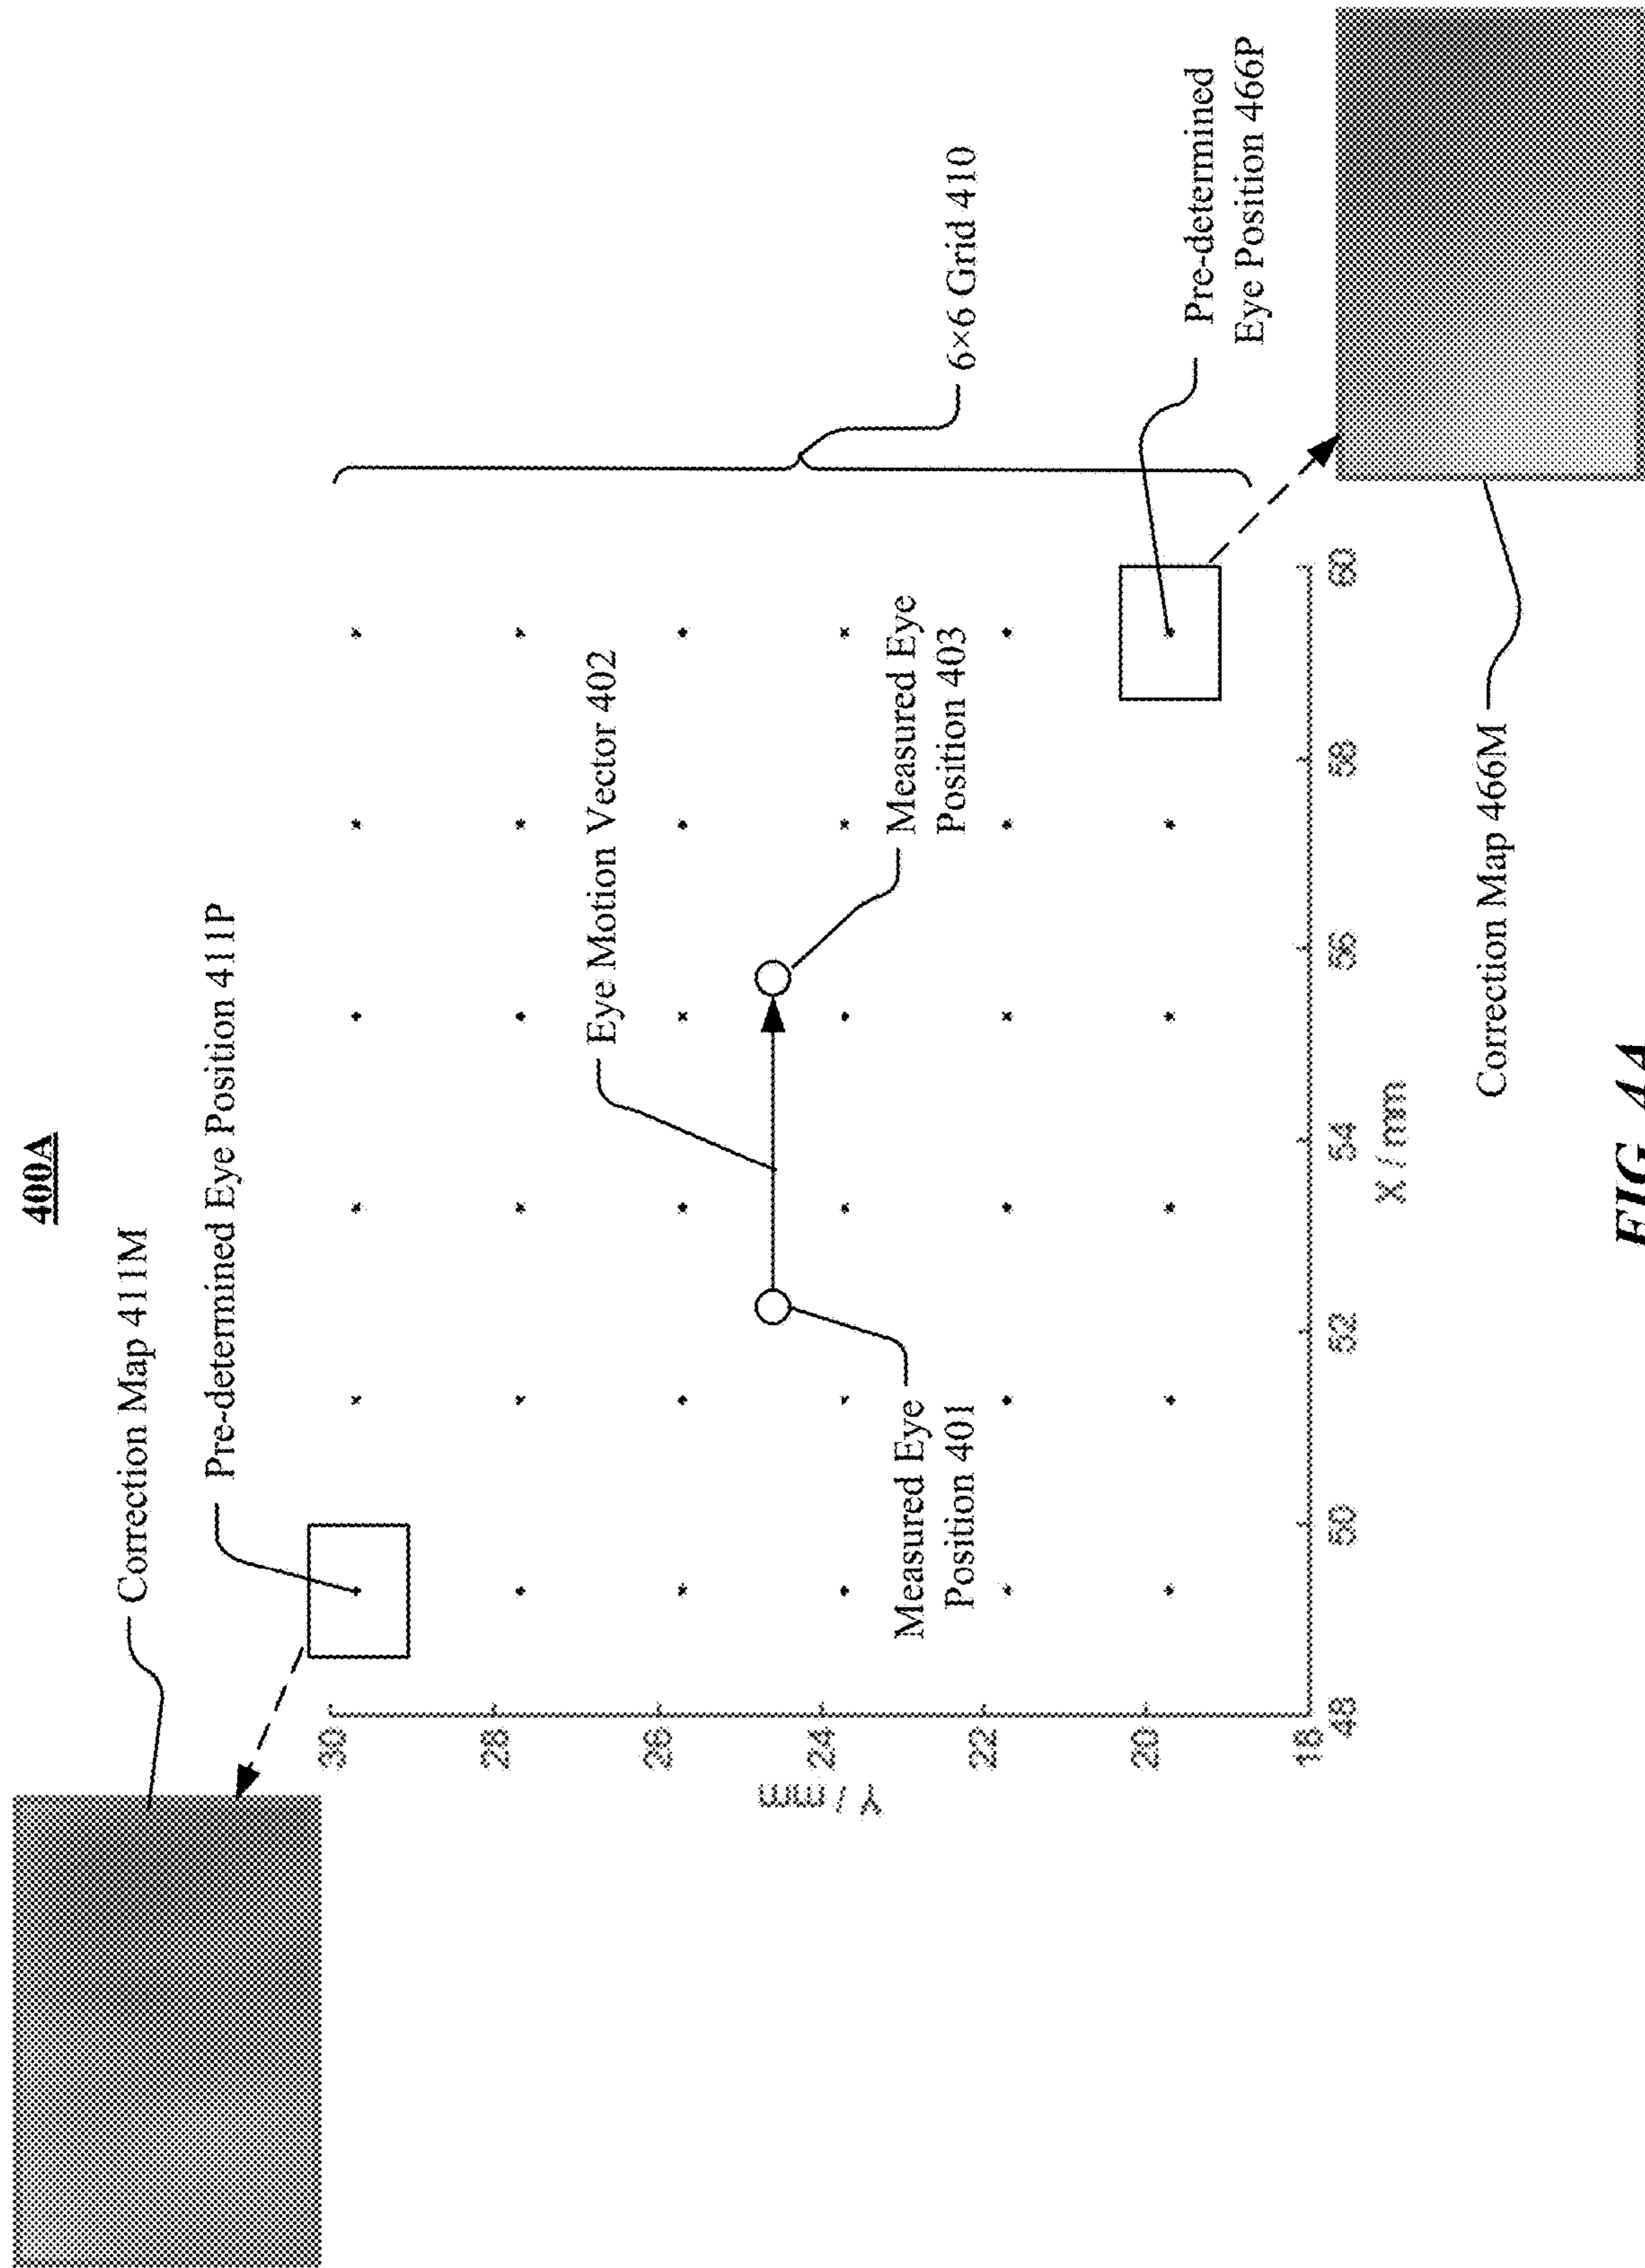 400A
Correction Map 411M
Pre-determined Eye Position 411P
Eye Motion Vector 402
Measured Eye
Position 403
Measured Eye
Position 401
6×6 Grid 410
Pre-determined
Eye Position 466P
Y / mm
30
28
26
24
22
20
18
48
50
52
54
56
58
60
X / mm
Correction Map 466M
FIG. 4A